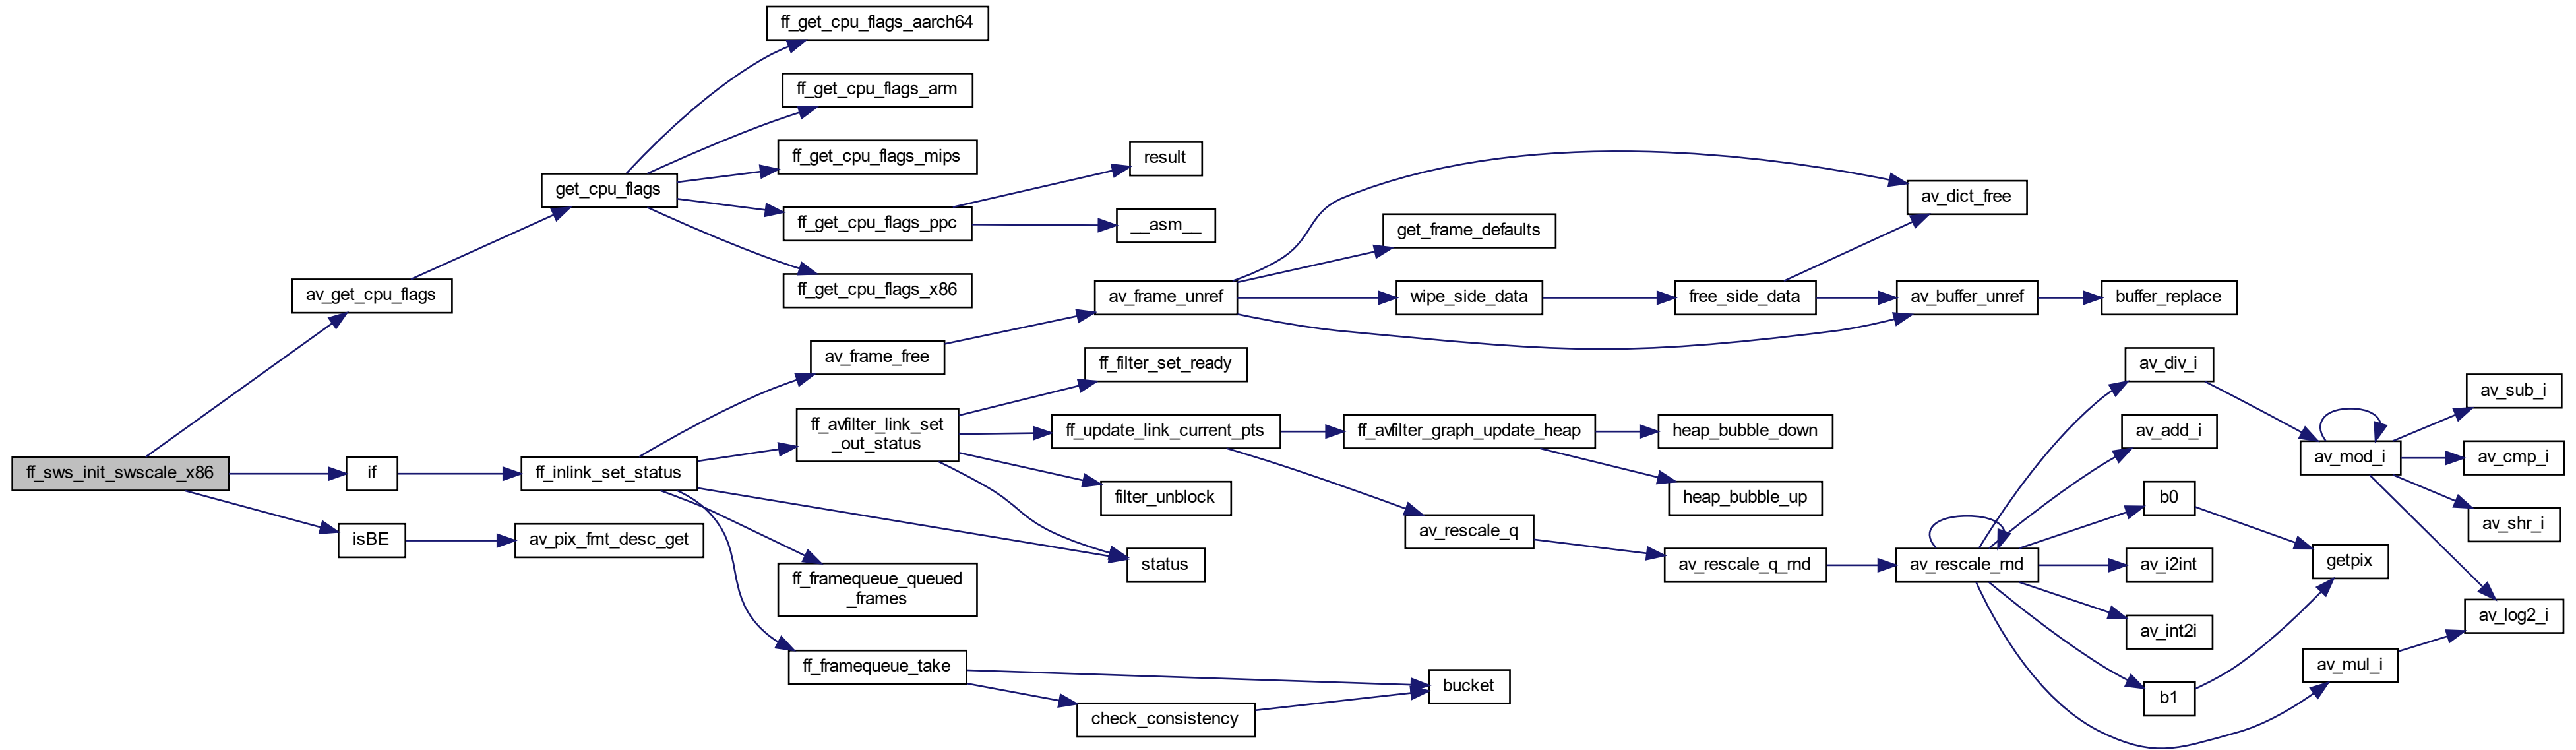 ff_get_cpu_flags_aarch64
ff_get_cpu_flags_arm
ff_get_cpu_flags_mips
result
get_cpu_flags
av_dict_free
ff_get_cpu_flags_ppc
__asm__
get_frame_defaults
ff_get_cpu_flags_x86
av_get_cpu_flags
av_frame_unref
wipe_side_data
free_side_data
av_buffer_unref
buffer_replace
av_frame_free
ff_filter_set_ready
av_div_i
av_sub_i
ff_avfilter_link_set
_out_status
ff_update_link_current_pts
ff_avfilter_graph_update_heap
heap_bubble_down
av_add_i
av_mod_i
av_cmp_i
ff_sws_init_swscale_x86
if
ff_inlink_set_status
filter_unblock
heap_bubble_up
b0
av_shr_i
isBE
av_pix_fmt_desc_get
av_rescale_q
status
av_rescale_q_rnd
av_rescale_rnd
av_i2int
getpix
ff_framequeue_queued
_frames
av_int2i
av_log2_i
ff_framequeue_take
av_mul_i
bucket
b1
check_consistency